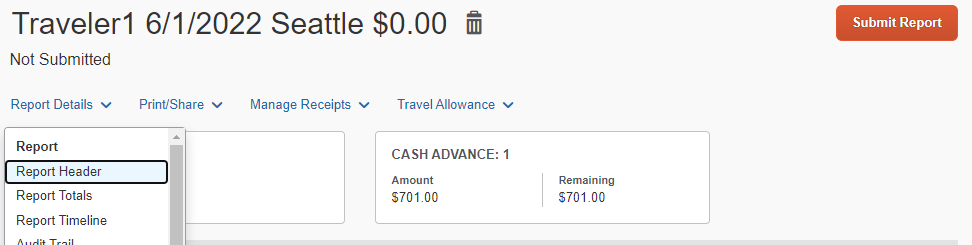 Traveler1 6/1/2022 Seattle $0.00
Submit Report
Not Submitted
Report Details Print/Share Manage Receipts Travel Allowance
Report
Report Header
Report Totals
Report Timeline
Audit Trail
CASH ADVANCE: 1
Amount Remaining
$701.00 $701.00